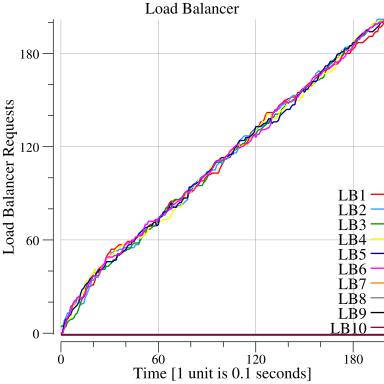 Load Balancer
Load Balancer Requests
180
120
60
0
LB1
LB2
LB3
LB4
LB5
LB6
LB7
LB8
LB9
LB10
0 60 120 180
Time [1 unit is 0.1 seconds]